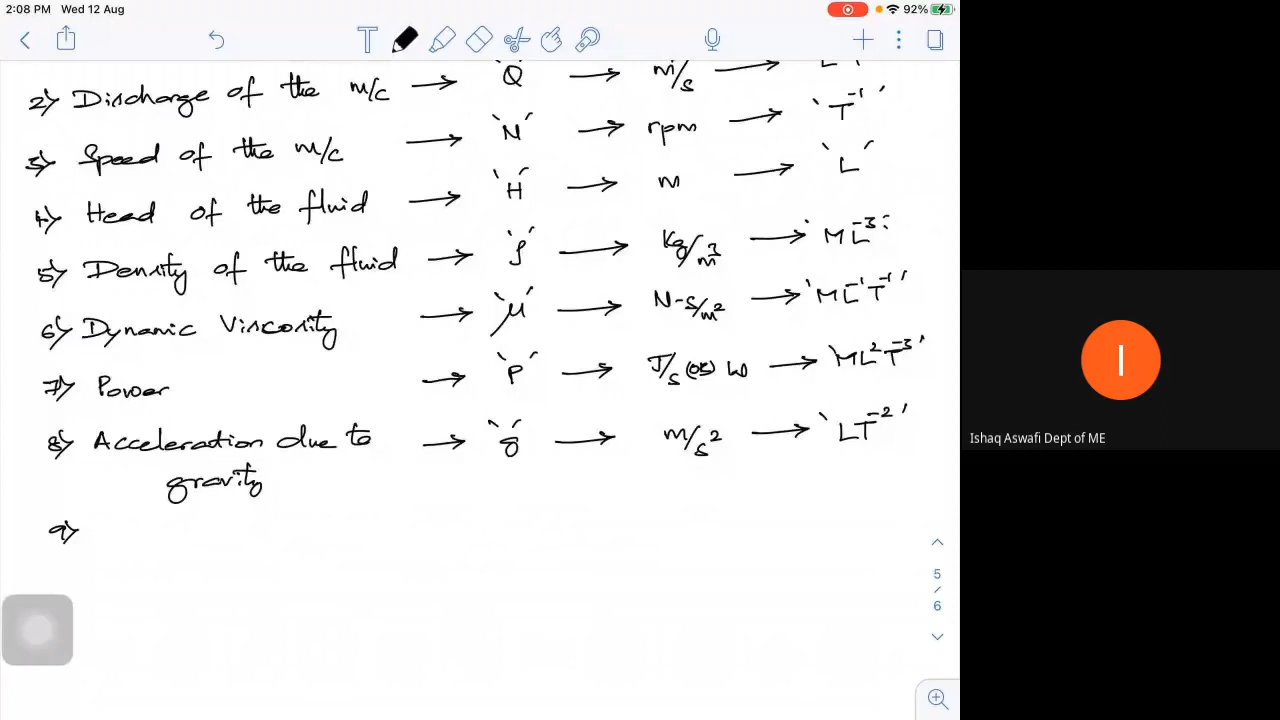 2:08 PM Wed 12 Aug 92%
2) Discharge of the m/c → 'Q' → m³/s →
3) Speed of the m/c → 'N' → rpm → 'T⁻¹'
4) Head of the fluid → 'H' → m → 'L'
5) Density of the fluid → 'ρ' → Kg/m³ → 'ML⁻³'
6) Dynamic Viscosity → 'μ' → N-s/m² → 'ML⁻¹T⁻¹'
7) Power → 'P' → J/s (or) W → 'ML²T⁻³'
8) Acceleration due to → 'g' → m/s² → 'LT⁻²'
gravity
9)
5
/
6
I
Ishaq Aswafi Dept of ME